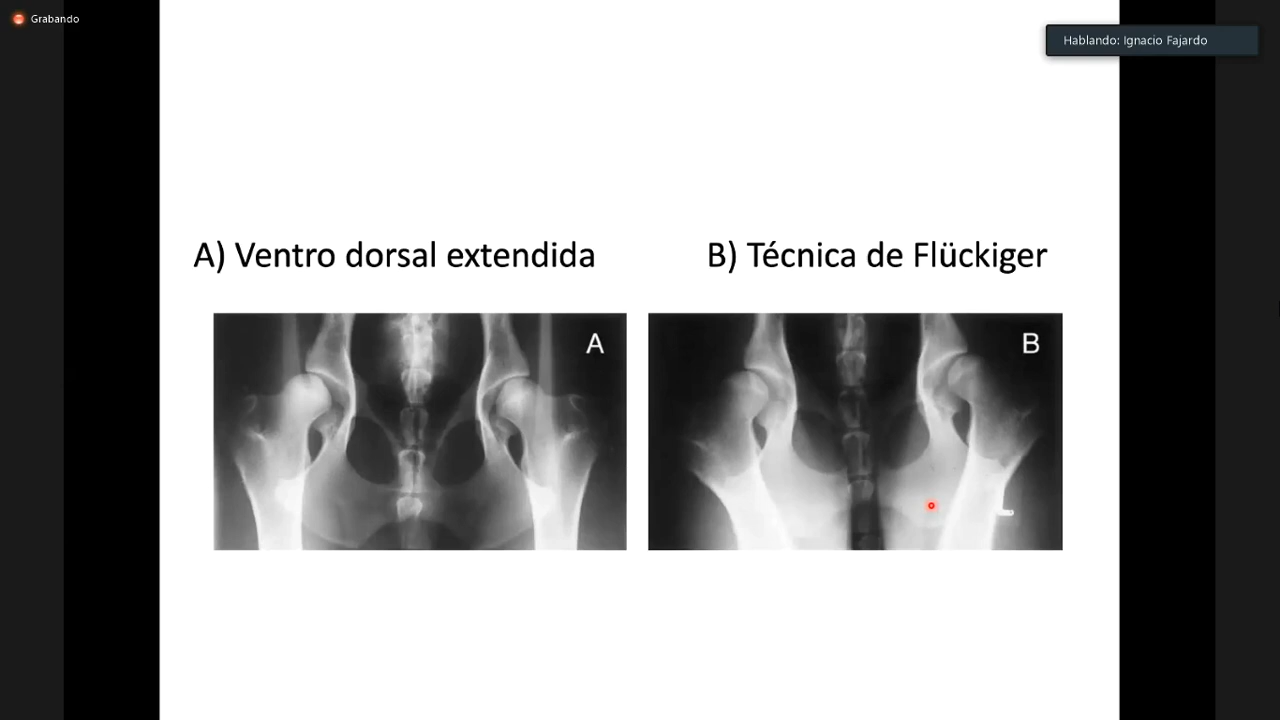 Grabando
Hablando: Ignacio Fajardo
A) Ventro dorsal extendida
B) Técnica de Flückiger
A
B